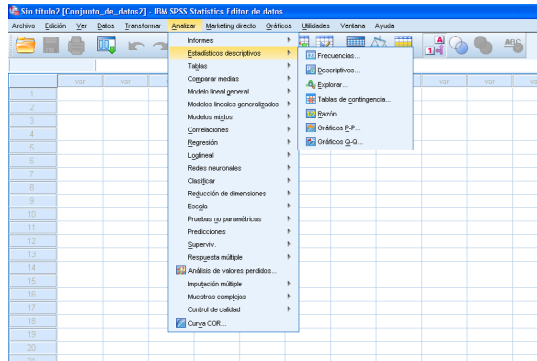 Sin título2 [Conjunto_de_datos2] - IBM SPSS Statistics Editor de datos
Archivo Edición Ver Datos Transformar Analizar Marketing directo Gráficos Utilidades Ventana Ayuda
Informes
Estadísticos descriptivos
Tablas
Comparar medias
Modelo lineal general
Modelos lineales generalizados
Modelos mixtos
Correlaciones
Regresión
Loglineal
Redes neuronales
Clasificar
Reducción de dimensiones
Escala
Pruebas no paramétricas
Predicciones
Superviv.
Respuesta múltiple
Análisis de valores perdidos...
Imputación múltiple
Muestras complejas
Control de calidad
Curva COR...
Frecuencias...
Descriptivos...
Explorar...
Tablas de contingencia...
Razón
Gráficos P-P...
Gráficos Q-Q...
var var var var var
1
2
3
4
5
6
7
8
9
10
11
12
13
14
15
16
17
18
19
20